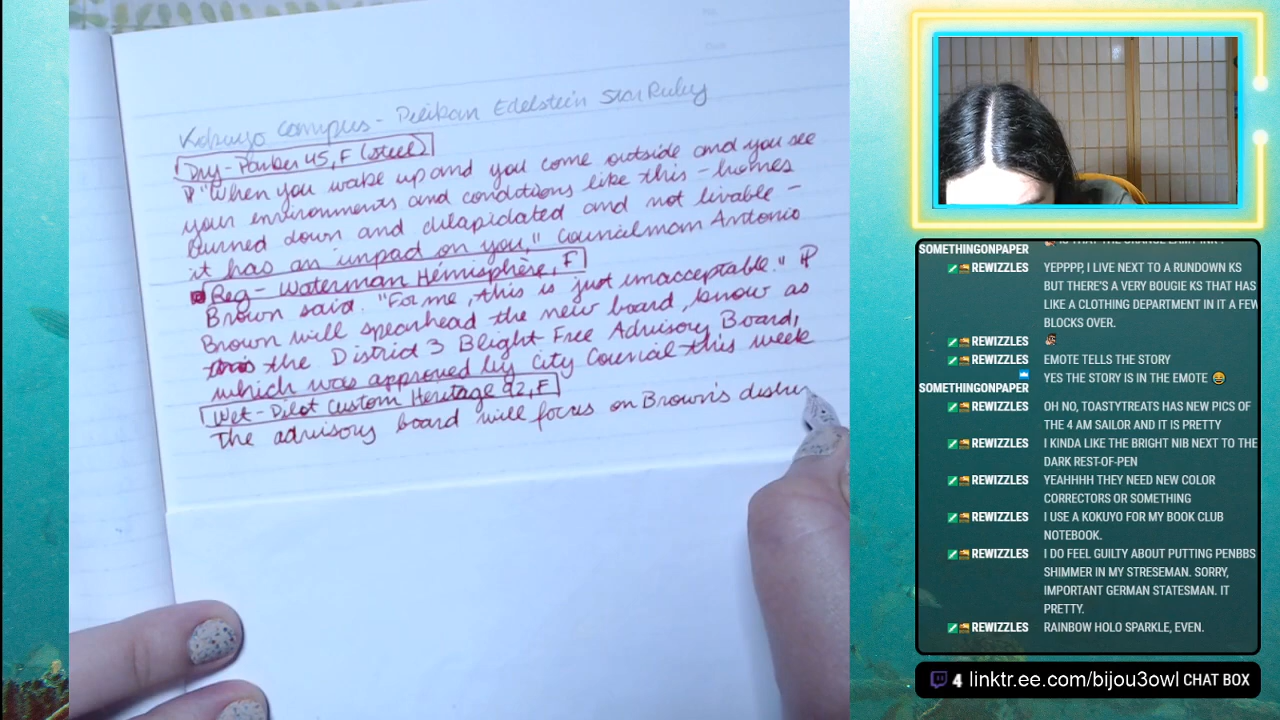 Kokuyo Campus - Pelikan Edelstein Star Ruby
Dry - Parker 45, F (steel)
"When you wake up and you come outside and you see
your environments and conditions like this - homes
burned down and dilapidated and not livable -
it has an impad on you," Councilman Antonio
Reg - Waterman Hémisphère, F
Brown said. "For me, this is just unacceptable."
Brown will spearhead the new board, know as
the District 3 Blight-Free Advisory Board,
which was approved by City Council this week
Wet - Pilot Custom Heritage 92, F
The advisory board will focus on Brown's
SOMETHINGONPAPER
REWIZZLES YEPPPP, I LIVE NEXT TO A RUNDOWN KS
BUT THERE'S A VERY BOUGIE KS THAT HAS
LIKE A CLOTHING DEPARTMENT IN IT A FEW
BLOCKS OVER.
REWIZZLES
REWIZZLES EMOTE TELLS THE STORY
SOMETHINGONPAPER YES THE STORY IS IN THE EMOTE 😅
REWIZZLES OH NO, TOASTYTREATS HAS NEW PICS OF
THE 4 AM SAILOR AND IT IS PRETTY
REWIZZLES I KINDA LIKE THE BRIGHT NIB NEXT TO THE
DARK REST-OF-PEN
REWIZZLES YEAHHHH THEY NEED NEW COLOR
CORRECTORS OR SOMETHING
REWIZZLES I USE A KOKUYO FOR MY BOOK CLUB
NOTEBOOK.
REWIZZLES I DO FEEL GUILTY ABOUT PUTTING PENBBS
SHIMMER IN MY STRESEMAN. SORRY,
IMPORTANT GERMAN STATESMAN. IT
PRETTY.
REWIZZLES RAINBOW HOLO SPARKLE, EVEN.
4 linktr.ee.com/bijou3owl CHAT BOX